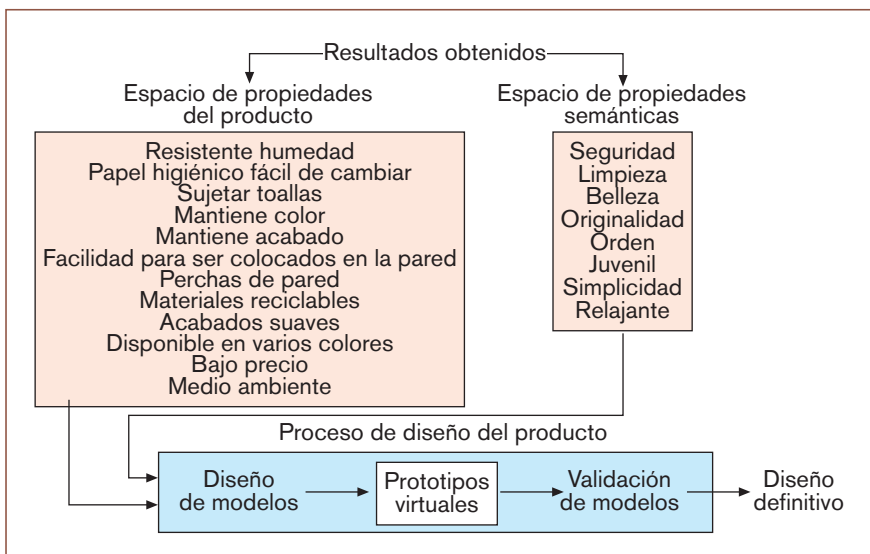 Resultados obtenidos
Espacio de propiedades
del producto
Resistente humedad
Papel higiénico fácil de cambiar
Sujetar toallas
Mantiene color
Mantiene acabado
Facilidad para ser colocados en la pared
Perchas de pared
Materiales reciclables
Acabados suaves
Disponible en varios colores
Bajo precio
Medio ambiente
Espacio de propiedades
semánticas
Seguridad
Limpieza
Belleza
Originalidad
Orden
Juvenil
Simplicidad
Relajante
Proceso de diseño del producto
Diseño
de modelos
Prototipos
virtuales
Validación
de modelos
Diseño
definitivo